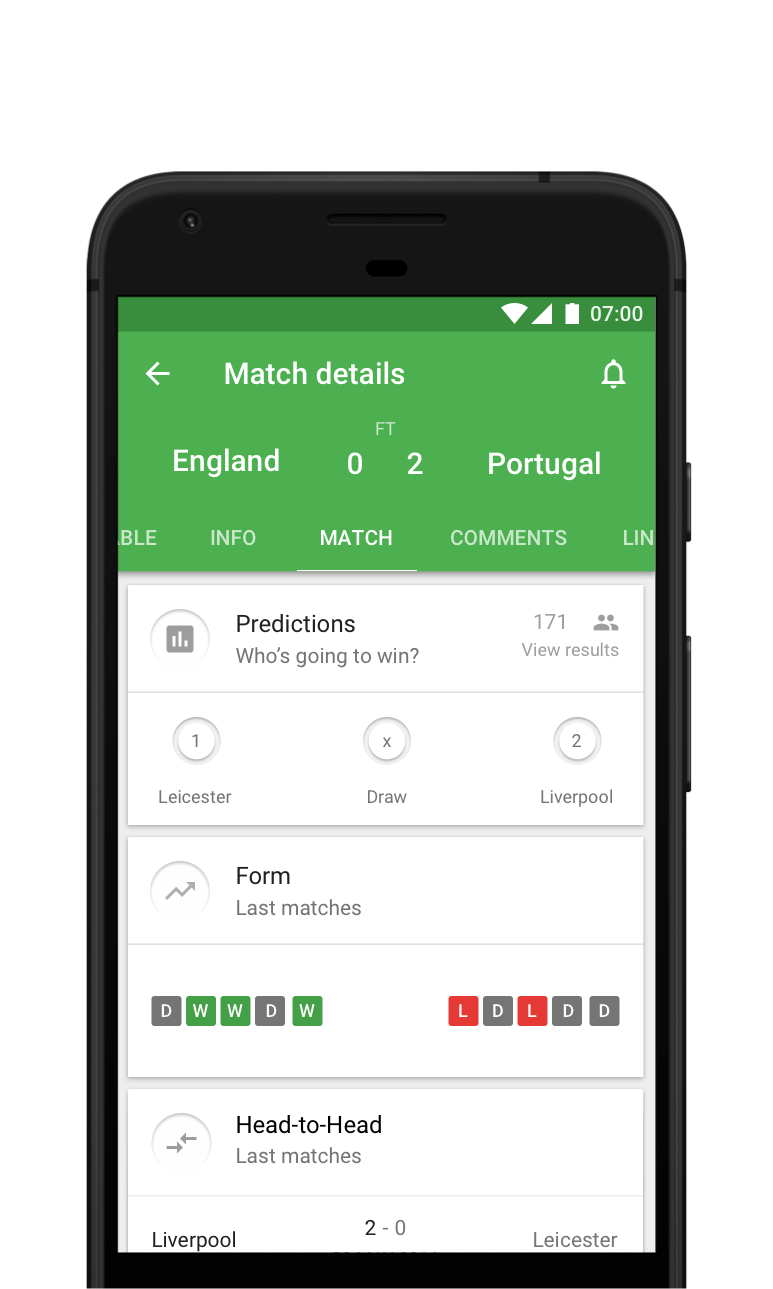 07:00
Match details
FT
England 0 2 Portugal
ABLE INFO MATCH COMMENTS LIN
Predictions 171
Who's going to win? View results
1 x 2
Leicester Draw Liverpool
Form
Last matches
D W W D W L D L D D
Head-to-Head
Last matches
2 - 0
Liverpool Leicester